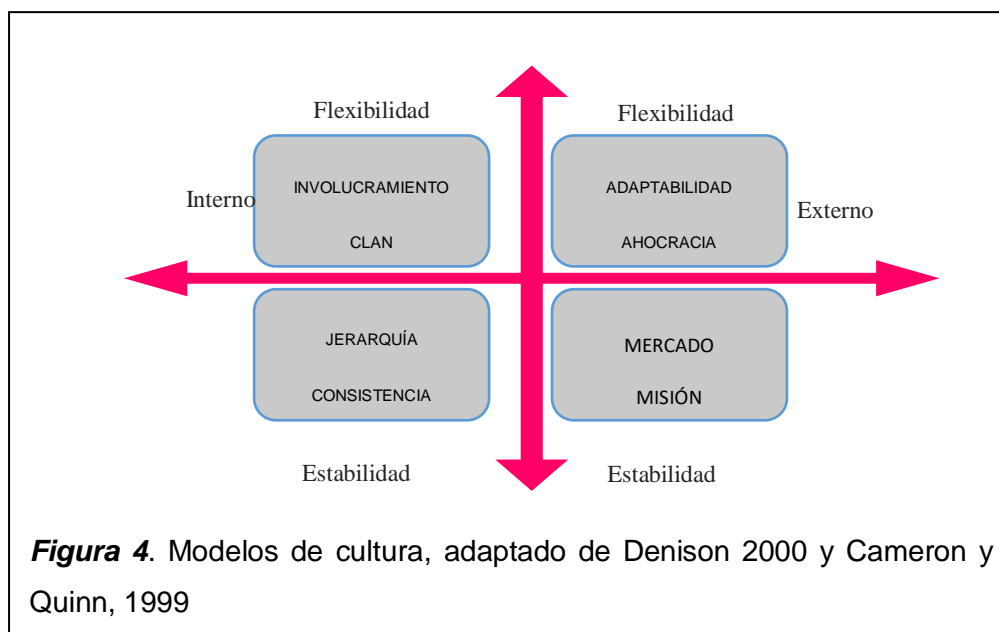 Flexibilidad
Flexibilidad
INVOLUCRAMIENTO
CLAN
ADAPTABILIDAD
AHOCRACIA
Interno
Externo
JERARQUÍA
CONSISTENCIA
MERCADO
MISIÓN
Estabilidad
Estabilidad
Figura 4. Modelos de cultura, adaptado de Denison 2000 y Cameron y
Quinn, 1999